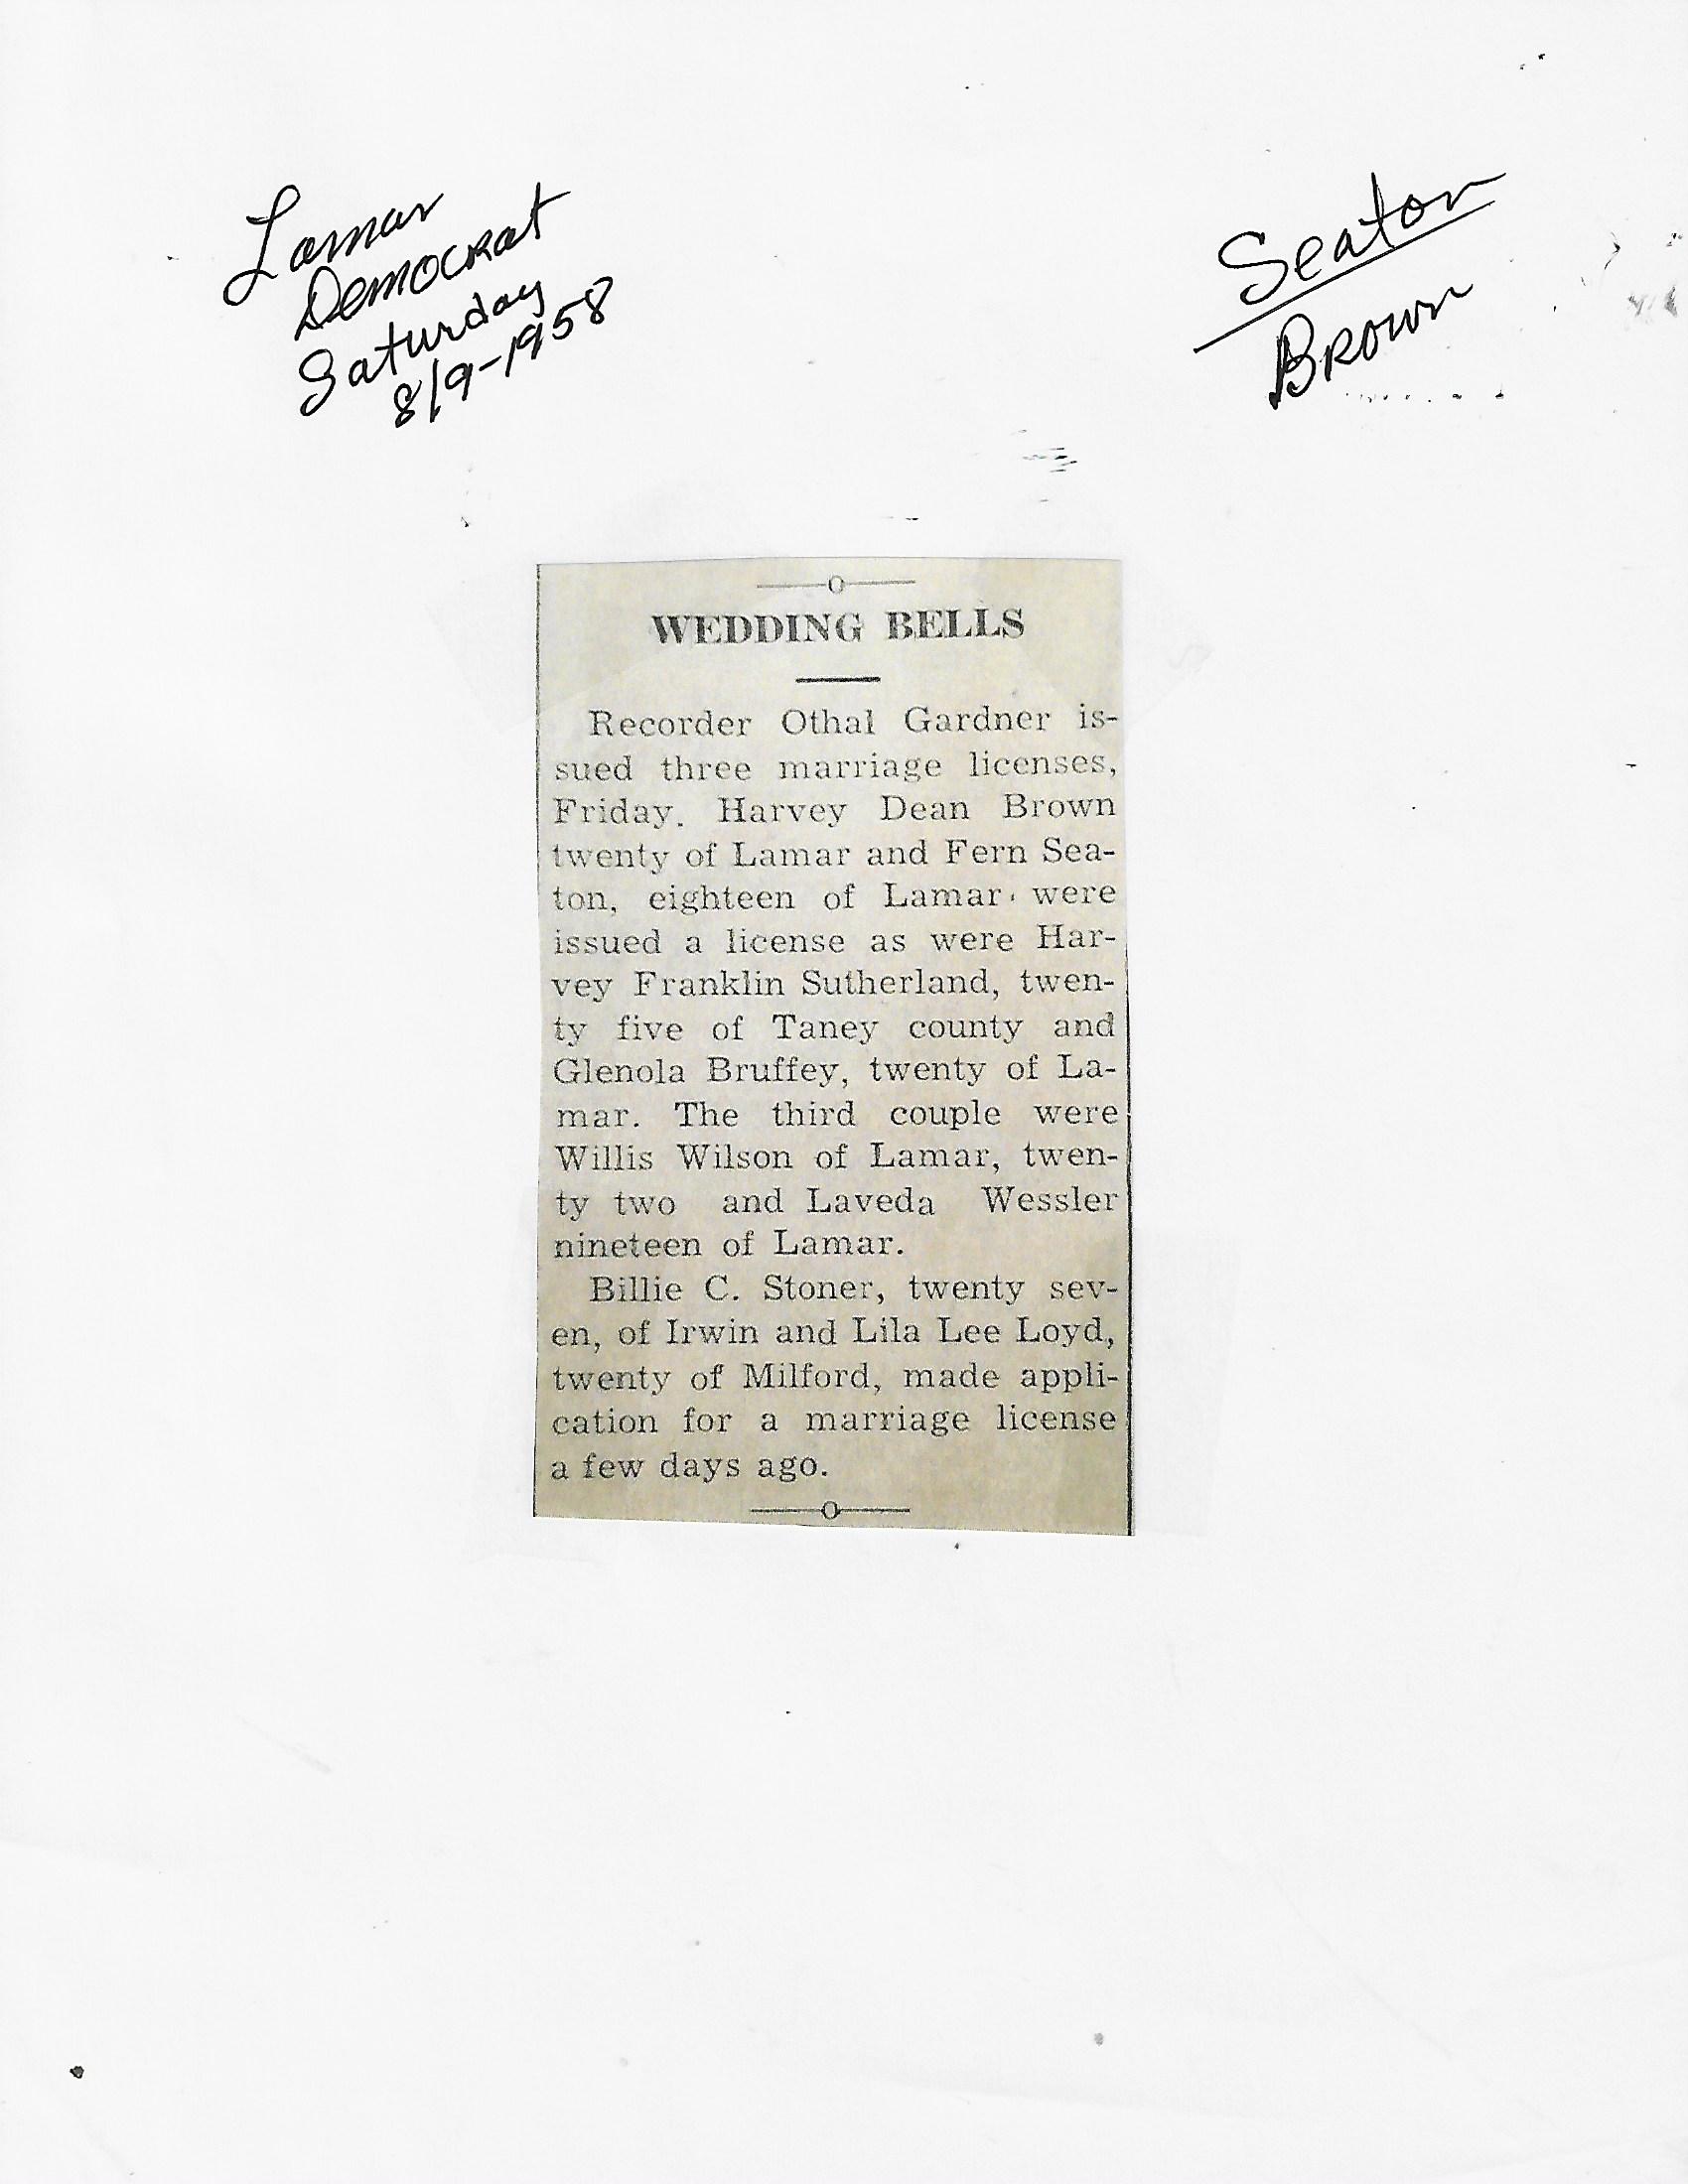 Lamar
Democrat
Saturday
8/9-1958
Seaton
Brown
WEDDING BELLS
Recorder Othal Gardner is-
sued three marriage licenses,
Friday. Harvey Dean Brown
twenty of Lamar and Fern Sea-
ton, eighteen of Lamar were
issued a license as were Har-
vey Franklin Sutherland, twen-
ty five of Taney county and
Glenola Bruffey, twenty of La-
mar. The third couple were
Willis Wilson of Lamar, twen-
ty two and Laveda Wessler
nineteen of Lamar.
Billie C. Stoner, twenty sev-
en, of Irwin and Lila Lee Loyd,
twenty of Milford, made appli-
cation for a marriage license
a few days ago.